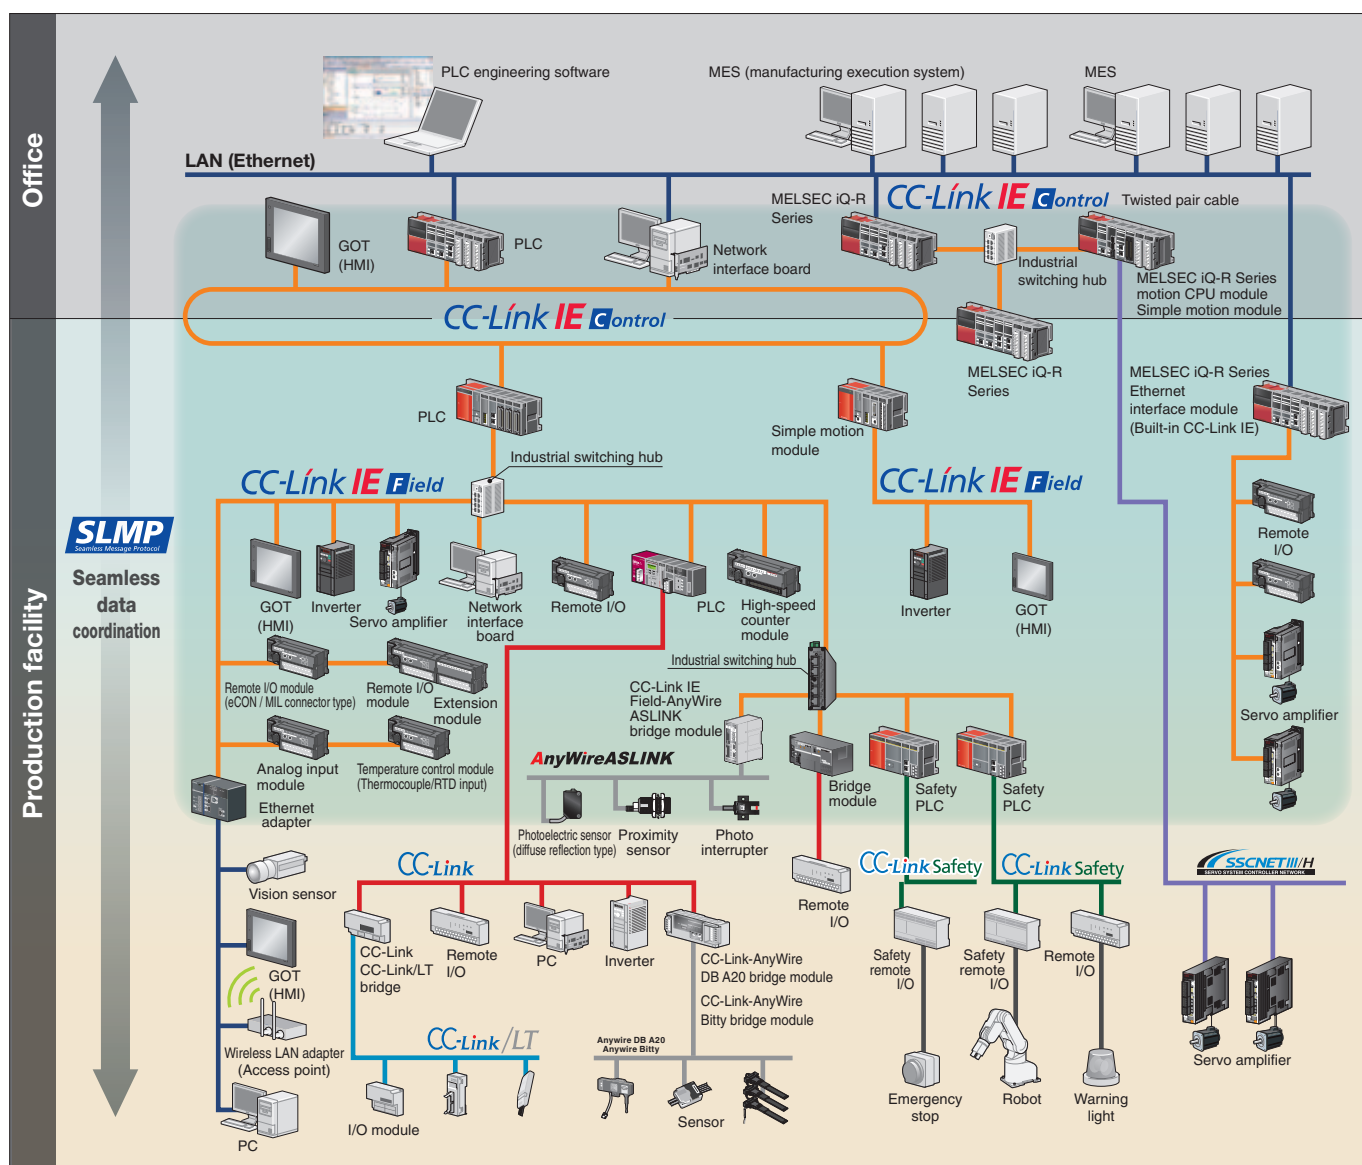 Office
Production facility
SLMP
Seamless Message Protocol
Seamless
data
coordination
PLC engineering software
MES (manufacturing execution system)
MES
LAN (Ethernet)
GOT
(HMI)
PLC
Network
interface board
MELSEC iQ-R
Series
CC-Link IE Control
Twisted pair cable
Industrial
switching hub
MELSEC iQ-R Series
motion CPU module
Simple motion module
CC-Link IE Control
MELSEC iQ-R
Series
MELSEC iQ-R Series
Ethernet
interface module
(Built-in CC-Link IE)
PLC
Simple motion
module
Industrial switching hub
CC-Link IE Field
CC-Link IE Field
GOT
(HMI)
Inverter
Servo amplifier
Network
interface
board
Remote I/O
PLC
High-speed
counter
module
Inverter
GOT
(HMI)
Remote
I/O
Servo amplifier
Remote I/O module
(eCON / MIL connector type)
Remote I/O
module
Extension
module
Industrial switching hub
CC-Link IE
Field-AnyWire
ASLINK
bridge module
Analog input
module
Temperature control module
(Thermocouple/RTD input)
Ethernet
adapter
AnyWireASLINK
Photoelectric sensor
(diffuse reflection type)
Proximity
sensor
Photo
interrupter
Bridge
module
Safety
PLC
Safety
PLC
Vision sensor
CC-Link
CC-Link Safety
CC-Link Safety
SSCNETIII/H
SERVO SYSTEM CONTROLLER NETWORK
Remote
I/O
GOT
(HMI)
CC-Link
CC-Link/LT
bridge
Remote
I/O
PC
Inverter
CC-Link-AnyWire
DB A20 bridge module
CC-Link-AnyWire
Bitty bridge module
Safety
remote
I/O
Safety
remote
I/O
Remote
I/O
Wireless LAN adapter
(Access point)
CC-Link/LT
Anywire DB A20
Anywire Bitty
Servo amplifier
PC
I/O module
Sensor
Emergency
stop
Robot
Warning
light